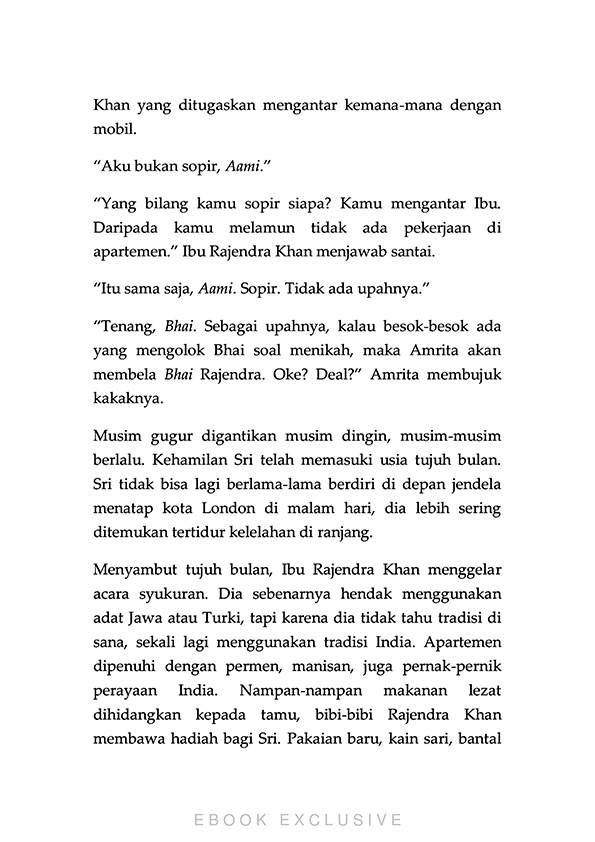 Khan yang ditugaskan mengantar kemana-mana dengan
mobil.
“Aku bukan sopir, Aami.”
“Yang bilang kamu sopir siapa? Kamu mengantar Ibu.
Daripada kamu melamun tidak ada pekerjaan di
apartemen.” Ibu Rajendra Khan menjawab santai.
“Itu sama saja, Aami. Sopir. Tidak ada upahnya.”
“Tenang, Bhai. Sebagai upahnya, kalau besok-besok ada
yang mengolok Bhai soal menikah, maka Amrita akan
membela Bhai Rajendra. Oke? Deal?” Amrita membujuk
kakaknya.
Musim gugur digantikan musim dingin, musim-musim
berlalu. Kehamilan Sri telah memasuki usia tujuh bulan.
Sri tidak bisa lagi berlama-lama berdiri di depan jendela
menatap kota London di malam hari, dia lebih sering
ditemukan tertidur kelelahan di ranjang.
Menyambut tujuh bulan, Ibu Rajendra Khan menggelar
acara syukuran. Dia sebenarnya hendak menggunakan
adat Jawa atau Turki, tapi karena dia tidak tahu tradisi di
sana, sekali lagi menggunakan tradisi India. Apartemen
dipenuhi dengan permen, manisan, juga pernak-pernik
perayaan India. Nampan-nampan makanan lezat
dihidangkan kepada tamu, bibi-bibi Rajendra Khan
membawa hadiah bagi Sri. Pakaian baru, kain sari, bantal
EBOOK EXCLUSIVE